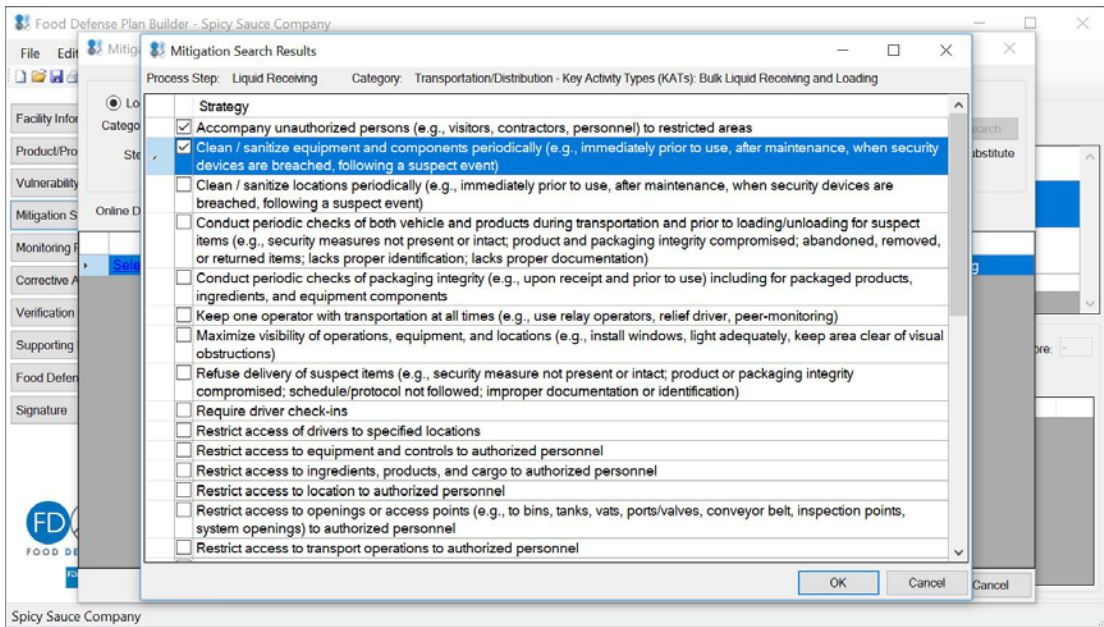 Food Defense Plan Builder - Spicy Sauce Company
File Edit
Mitig
Mitigation Search Results
Process Step: Liquid Receiving Category: Transportation/Distribution - Key Activity Types (KATs): Bulk Liquid Receiving and Loading
Strategy
Accompany unauthorized persons (e.g., visitors, contractors, personnel) to restricted areas
Clean / sanitize equipment and components periodically (e.g., immediately prior to use, after maintenance, when security
devices are breached, following a suspect event)
Clean / sanitize locations periodically (e.g., immediately prior to use, after maintenance, when security devices are
breached, following a suspect event)
Conduct periodic checks of both vehicle and products during transportation and prior to loading/unloading for suspect
items (e.g., security measures not present or intact; product and packaging integrity compromised; abandoned, removed,
or returned items; lacks proper identification; lacks proper documentation)
Conduct periodic checks of packaging integrity (e.g., upon receipt and prior to use) including for packaged products,
ingredients, and equipment components
Keep one operator with transportation at all times (e.g., use relay operators, relief driver, peer-monitoring)
Maximize visibility of operations, equipment, and locations (e.g., install windows, light adequately, keep area clear of visual
obstructions)
Refuse delivery of suspect items (e.g., security measure not present or intact; product or packaging integrity
compromised; schedule/protocol not followed; improper documentation or identification)
Require driver check-ins
Restrict access of drivers to specified locations
Restrict access to equipment and controls to authorized personnel
Restrict access to ingredients, products, and cargo to authorized personnel
Restrict access to location to authorized personnel
Restrict access to openings or access points (e.g., to bins, tanks, vats, ports/valves, conveyor belt, inspection points,
system openings) to authorized personnel
Restrict access to transport operations to authorized personnel
OK Cancel
Facility Infor
Product/Pro
Vulnerability
Mitigation S
Monitoring P
Corrective A
Verification
Supporting
Food Defen
Signature
Lo
Catego
Ste
Online D
Sele
earch
ubstitute
g
ore: -
Cancel
FD
FOOD DE
FD
Spicy Sauce Company